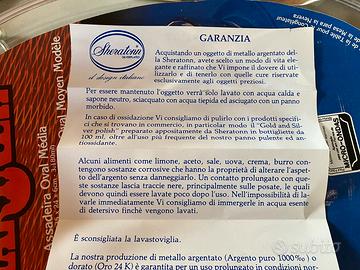 Sheratonn
il design italiano
GARANZIA
Acquistando un oggetto di metallo argentato del-
la Sheratonn, avete scelto un modo di vita ele-
gante e raffinato che Vi impone il dovere di uti-
lizzarlo e di tenerlo con quelle cure riservate
esclusivamente agli oggetti preziosi.
Per essere mantenuto l'oggetto verrà solo lavato con acqua calda e
sapone neutro, sciacquato con acqua tiepida ed asciugato con un panno
morbido.
In caso di ossidazione Vi consigliamo di pulirlo con i prodotti specifi-
ci che si trovano in commercio, in particolar modo il "Gold and Sil-
ver polish" preparato appositamente da Sheratonn in bottigliette da
100 ml. oltre all'uso più frequente del nostro panno pulente ed an-
tiossidante.
Alcuni alimenti come limone, aceto, sale, uova, crema, burro con-
tengono sostanze corrosive che hanno la proprietà di alterare l'aspet-
to dell'argento senza danneggiarlo. Un contatto prolungato con que-
ste sostanze lascia tracce nere, principalmente sulle posate, le quali
devono quindi essere lavate poco dopo l'uso. Nell'impossibilità di la-
varle immediatamente Vi consigliamo di immergerle in acqua esente
di detersivo finchè vengono lavati.
È sconsigliata la lavastoviglia.
La nostra produzione di metallo argentato (Argento puro 1000‰) o
dorato (Oro 24 K) è garantita per un uso prolungato in condizioni nor-
Assadeira Oval Média
Oval Moyen Modèle
subito